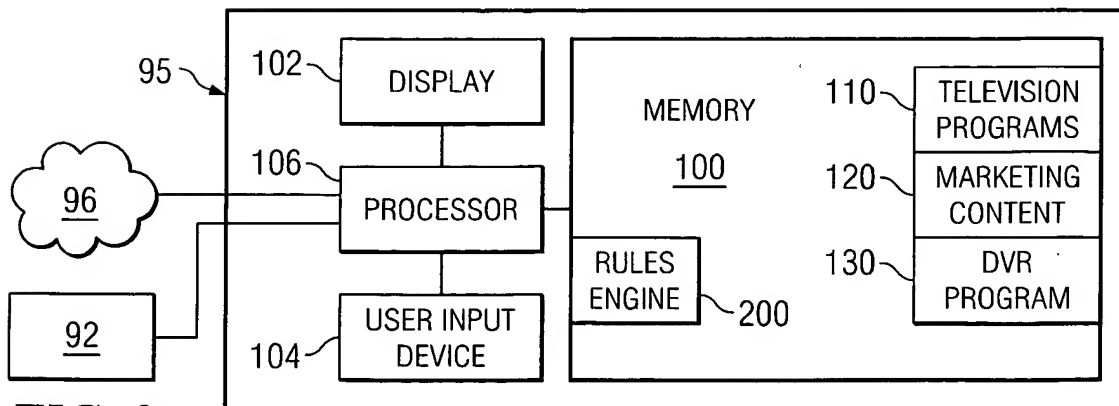 95
102
DISPLAY
MEMORY
100
110
TELEVISION
PROGRAMS
106
PROCESSOR
120
MARKETING
CONTENT
96
RULES
ENGINE
200
130
DVR
PROGRAM
92
104
USER INPUT
DEVICE